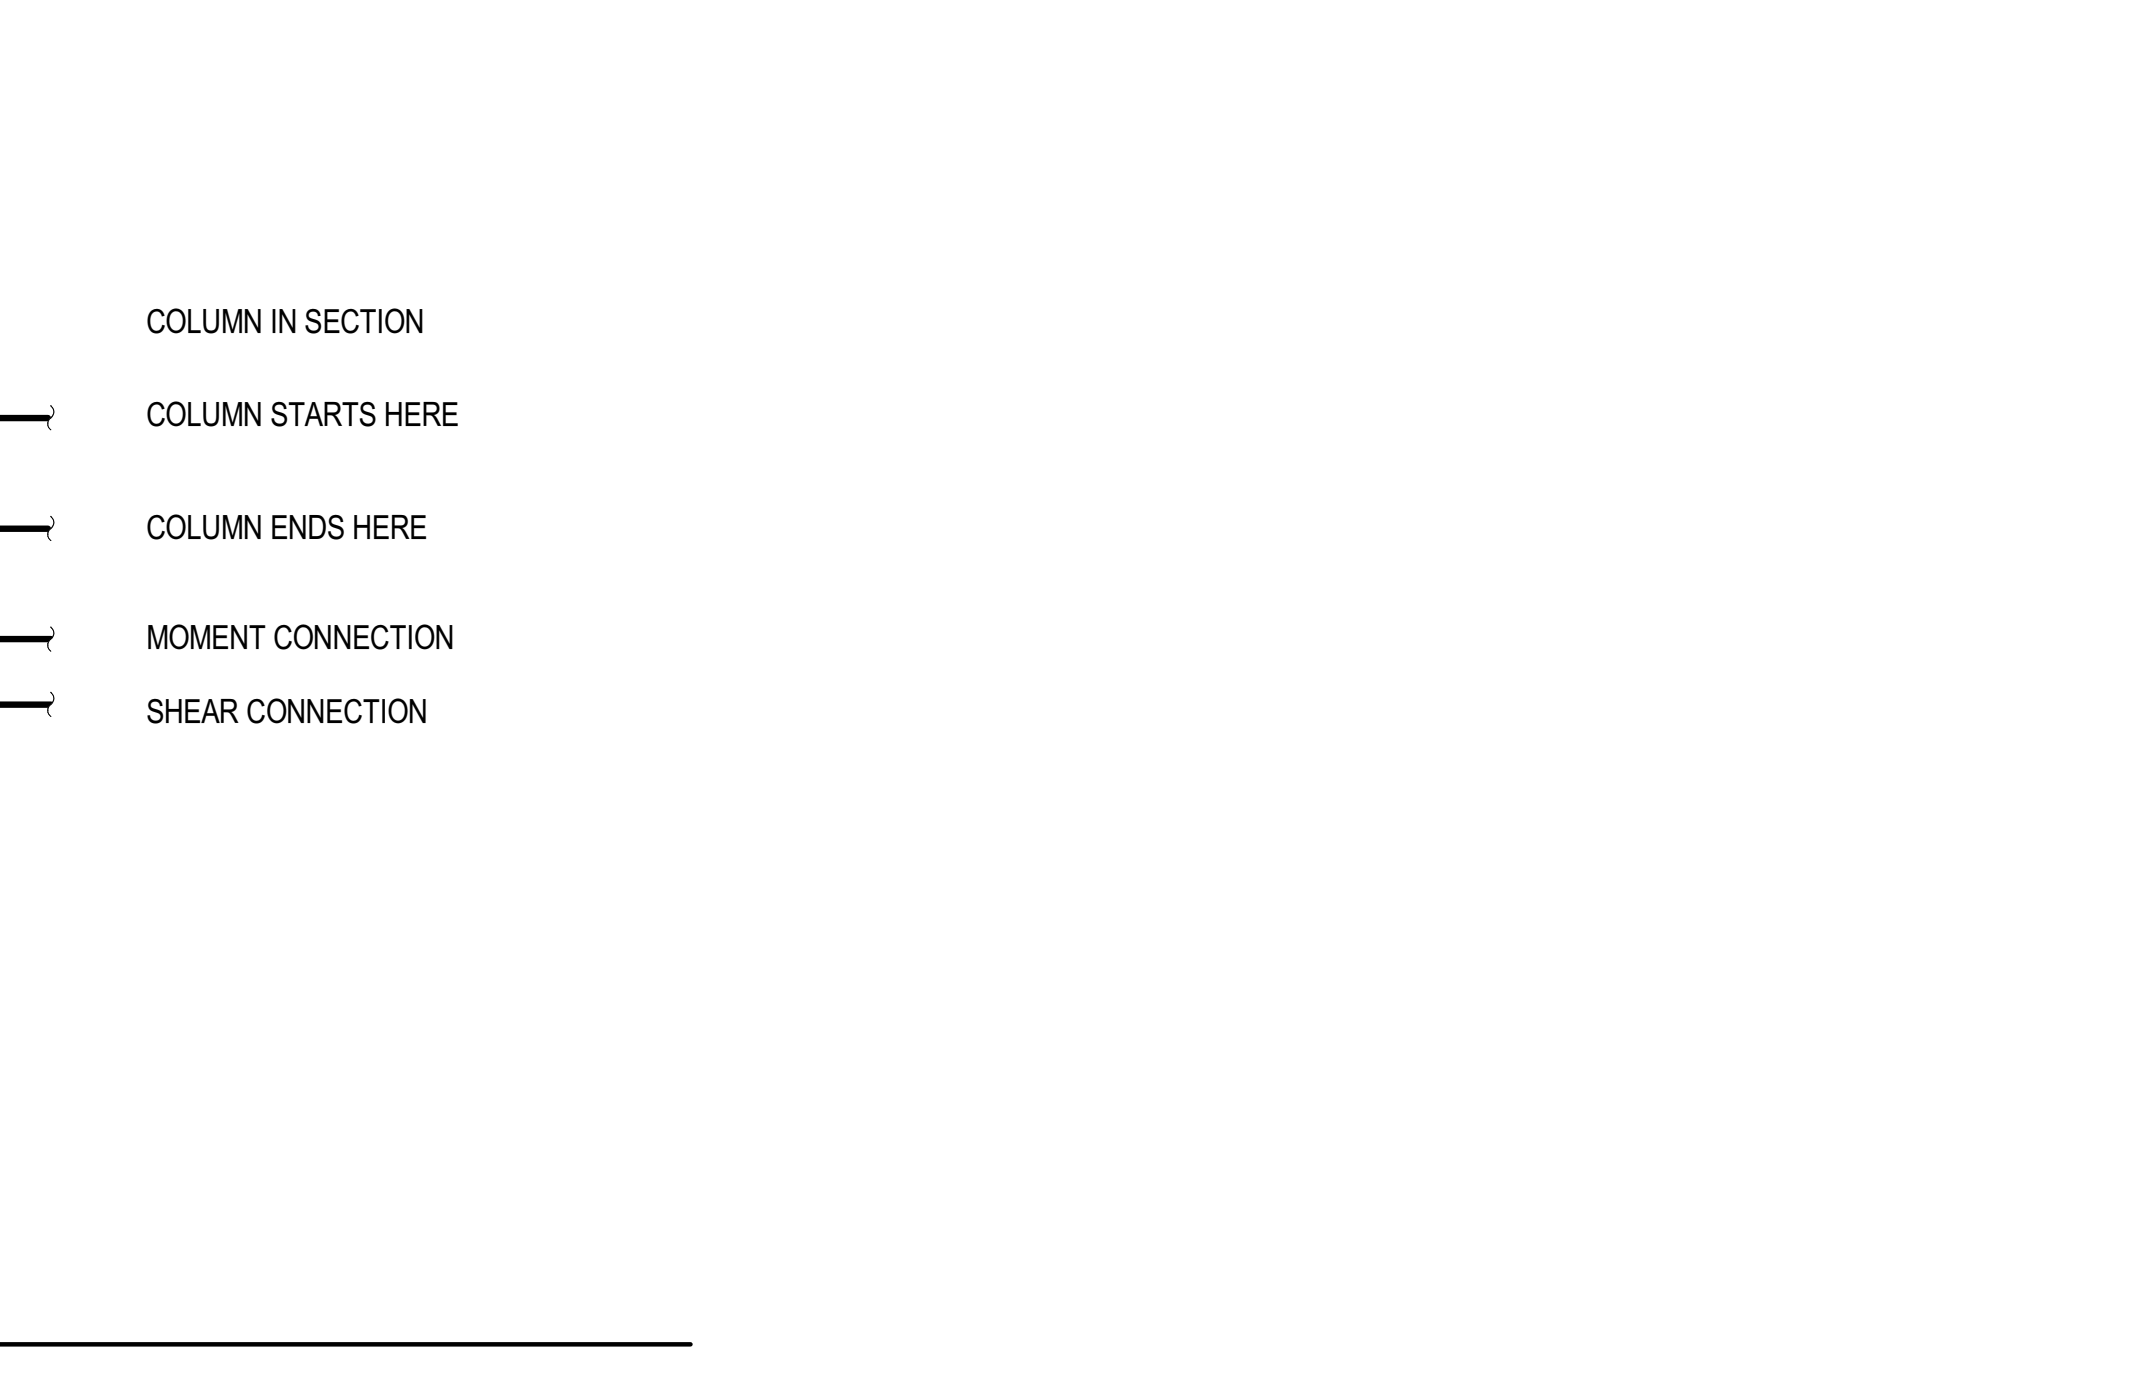 COLUMN IN SECTION
COLUMN STARTS HERE
COLUMN ENDS HERE
MOMENT CONNECTION
SHEAR CONNECTION